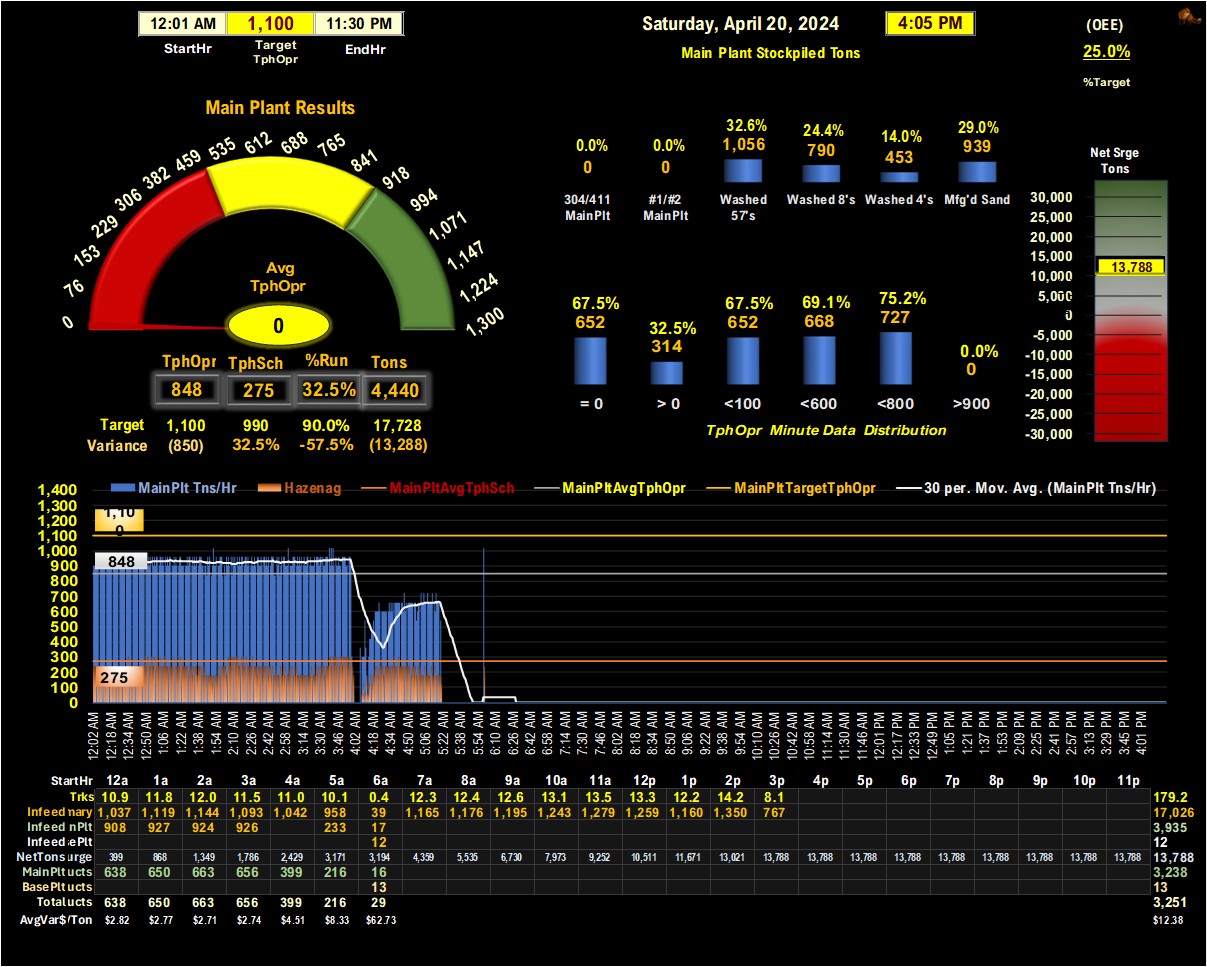 12:01 AM 1,100 11:30 PM
StartHr Target TphOpr EndHr
Saturday, April 20, 2024 4:05 PM
Main Plant Stockpiled Tons
(OEE)
25.0%
%Target
Main Plant Results
0 76 153 229 306 382 459 535 612 688 765 841 918 994 1,071 1,147 1,224 1,300
Avg
TphOpr
0
TphOpr TphSch %Run Tons
848 275 32.5% 4,440
Target 1,100 990 90.0% 17,728
Variance (850) 32.5% -57.5% (13,288)
0.0% 0.0% 32.6% 24.4% 14.0% 29.0%
0 0 1,056 790 453 939
304/411 #1/#2 Washed Washed 8's Washed 4's Mfg'd Sand
MainPlt MainPlt 57's
67.5% 32.5% 67.5% 69.1% 75.2% 0.0%
652 314 652 668 727 0
= 0 > 0 <100 <600 <800 >900
TphOpr Minute Data Distribution
Net Srge
Tons
30,000
25,000
20,000
15,000
13,788
10,000
5,000
0
-5,000
-10,000
-15,000
-20,000
-25,000
-30,000
MainPlt Tns/Hr Hazenag MainPltAvgTphSch MainPltAvgTphOpr MainPltTargetTphOpr 30 per. Mov. Avg. (MainPlt Tns/Hr)
1,400
1,300
1,200
1,100
1,000
900
800
700
600
500
400
300
200
100
0
1,10
0
848
275
12:02 AM 12:18 AM 12:34 AM 12:50 AM 1:06 AM 1:22 AM 1:38 AM 1:54 AM 2:10 AM 2:26 AM 2:42 AM 2:58 AM 3:14 AM 3:30 AM 3:46 AM 4:02 AM 4:18 AM 4:34 AM 4:50 AM 5:06 AM 5:22 AM 5:38 AM 5:54 AM 6:10 AM 6:26 AM 6:42 AM 6:58 AM 7:14 AM 7:30 AM 7:46 AM 8:02 AM 8:18 AM 8:34 AM 8:50 AM 9:06 AM 9:22 AM 9:38 AM 9:54 AM 10:10 AM 10:26 AM 10:42 AM 10:58 AM 11:14 AM 11:30 AM 11:46 AM 12:01 PM 12:17 PM 12:33 PM 12:49 PM 1:05 PM 1:21 PM 1:37 PM 1:53 PM 2:09 PM 2:25 PM 2:41 PM 2:57 PM 3:13 PM 3:29 PM 3:45 PM 4:01 PM
StartHr 12a 1a 2a 3a 4a 5a 6a 7a 8a 9a 10a 11a 12p 1p 2p 3p 4p 5p 6p 7p 8p 9p 10p 11p
Trks 10.9 11.8 12.0 11.5 11.0 10.1 0.4 12.3 12.4 12.6 13.1 13.5 13.3 12.2 14.2 8.1 179.2
Infeed mary 1,037 1,119 1,144 1,093 1,042 958 39 1,165 1,176 1,195 1,243 1,279 1,259 1,160 1,350 767 17,026
Infeed nPlt 908 927 924 926 233 17 3,935
Infeed ePlt 12 12
NetTons urge 399 868 1,349 1,786 2,429 3,171 3,194 4,359 5,535 6,730 7,973 9,252 10,511 11,671 13,021 13,788 13,788 13,788 13,788 13,788 13,788 13,788 13,788 13,788 13,788
MainPlt ucts 638 650 663 656 399 216 16 3,238
BasePlt ucts 13 13
Total ucts 638 650 663 656 399 216 29 3,251
AvgVar$/Ton $2.82 $2.77 $2.71 $2.74 $4.51 $8.33 $62.73 $12.38